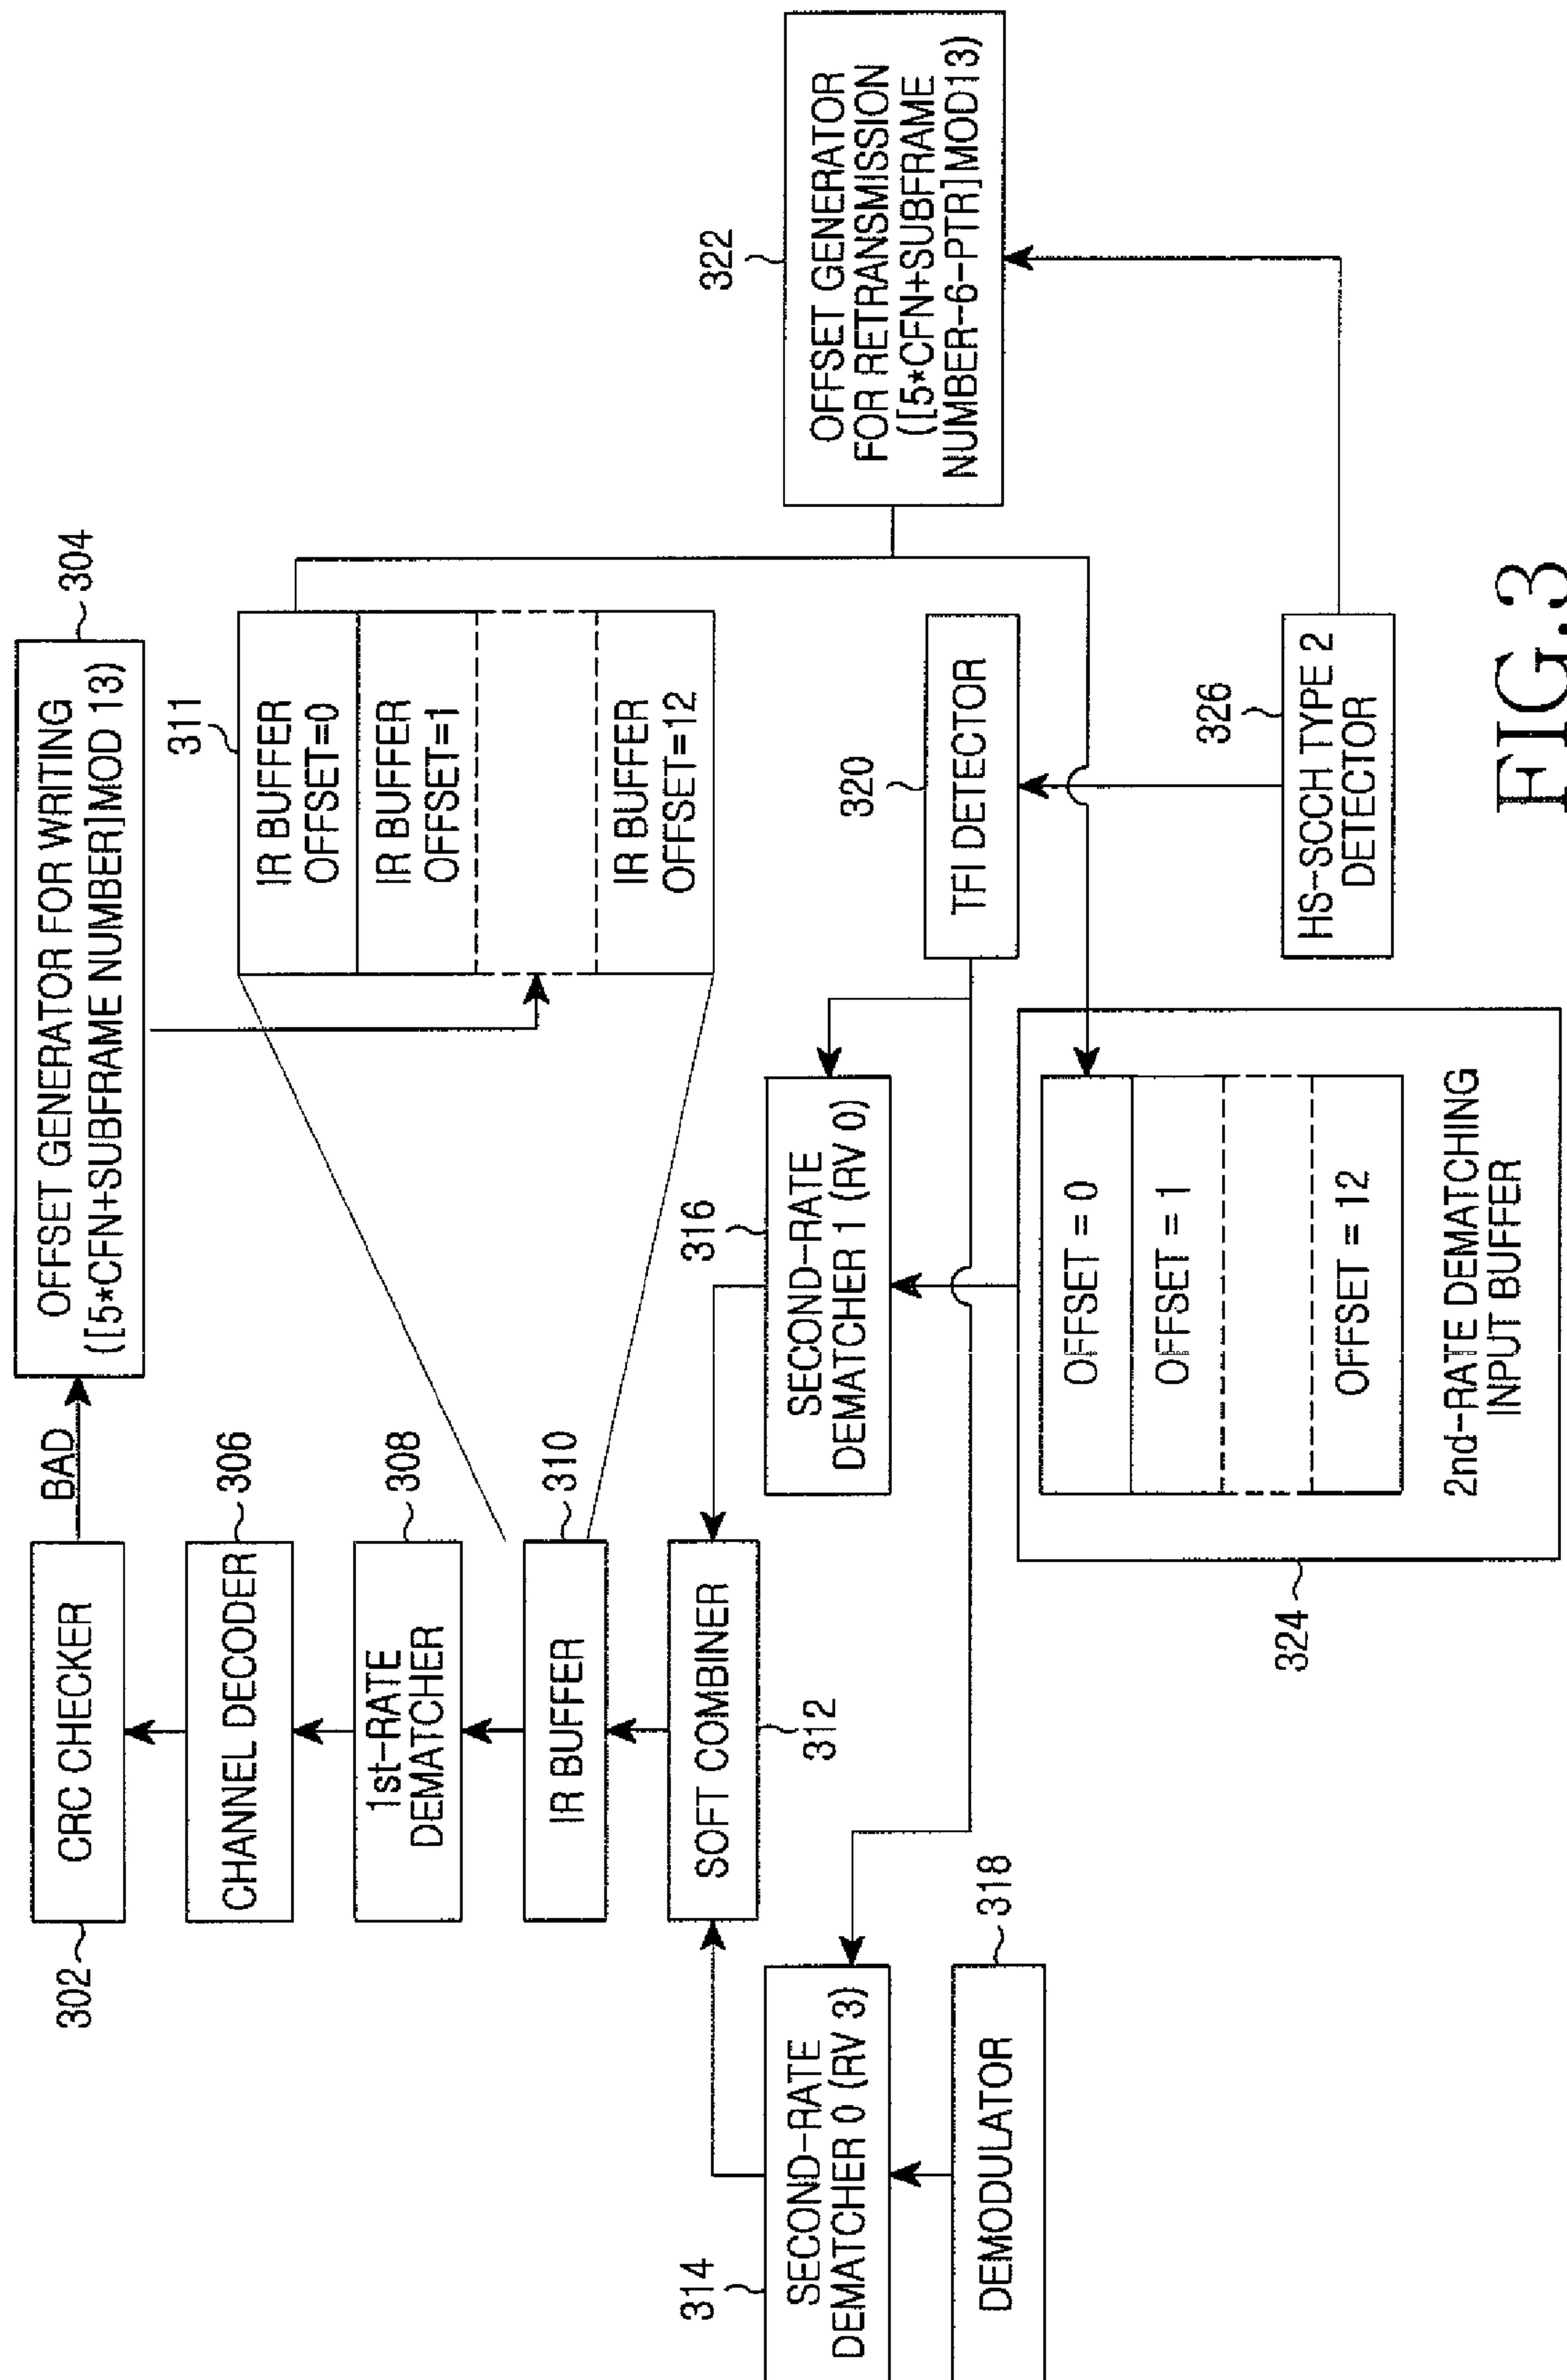 302
CRC CHECKER
BAD
304
OFFSET GENERATOR FOR WRITING
([5*CFN+SUBFRAME NUMBER]MOD 13)
306
CHANNEL DECODER
308
1st-RATE
DEMATCHER
310
IR BUFFER
311
IR BUFFER
OFFSET=0
IR BUFFER
OFFSET=1
IR BUFFER
OFFSET=12
312
SOFT COMBINER
314
SECOND-RATE
DEMATCHER 0 (RV 3)
316
SECOND-RATE
DEMATCHER 1 (RV 0)
318
DEMODULATOR
320
TFI DETECTOR
322
OFFSET GENERATOR
FOR RETRANSMISSION
([5*CFN+SUBFRAME
NUMBER-6-PTR]MOD13)
324
OFFSET = 0
OFFSET = 1
OFFSET = 12
2nd-RATE DEMATCHING
INPUT BUFFER
326
HS-SCCH TYPE 2
DETECTOR
FIG.3